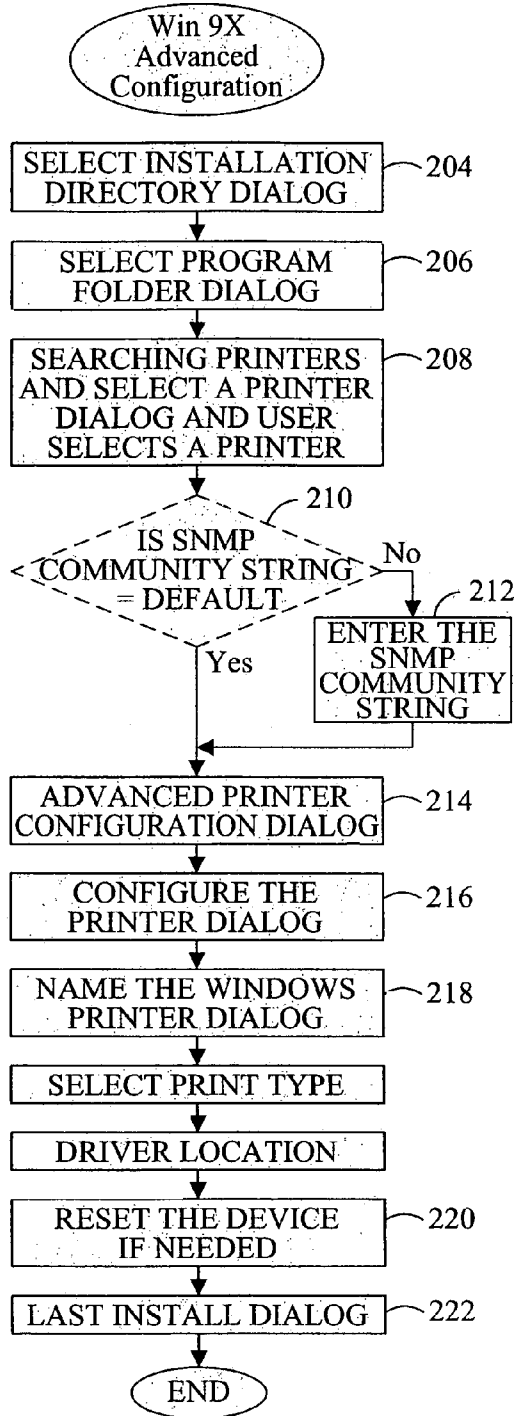 Win 9X
Advanced
Configuration
SELECT INSTALLATION
DIRECTORY DIALOG
204
SELECT PROGRAM
FOLDER DIALOG
206
SEARCHING PRINTERS
AND SELECT A PRINTER
DIALOG AND USER
SELECTS A PRINTER
208
210
IS SNMP
COMMUNITY STRING
= DEFAULT
No
Yes
212
ENTER THE
SNMP
COMMUNITY
STRING
ADVANCED PRINTER
CONFIGURATION DIALOG
214
CONFIGURE THE
PRINTER DIALOG
216
NAME THE WINDOWS
PRINTER DIALOG
218
SELECT PRINT TYPE
DRIVER LOCATION
RESET THE DEVICE
IF NEEDED
220
LAST INSTALL DIALOG
222
END